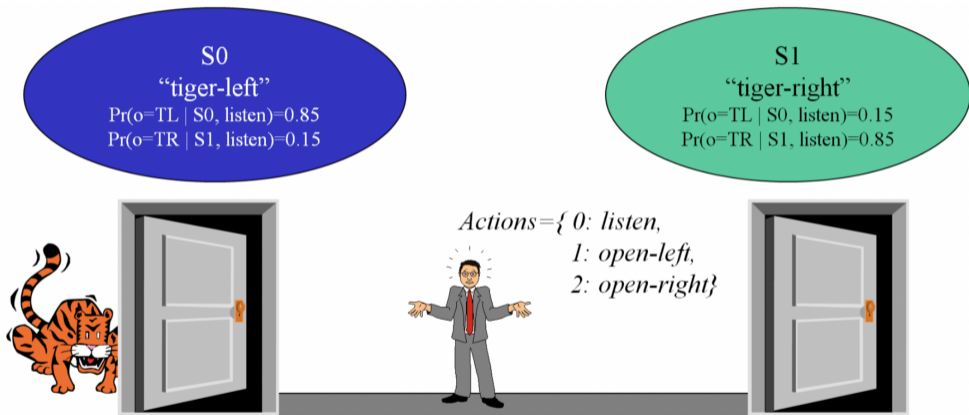 S0
“tiger-left”
Pr(o=TL | S0, listen)=0.85
Pr(o=TR | S1, listen)=0.15
S1
“tiger-right”
Pr(o=TL | S0, listen)=0.15
Pr(o=TR | S1, listen)=0.85
Actions={ 0: listen,
1: open-left,
2: open-right}